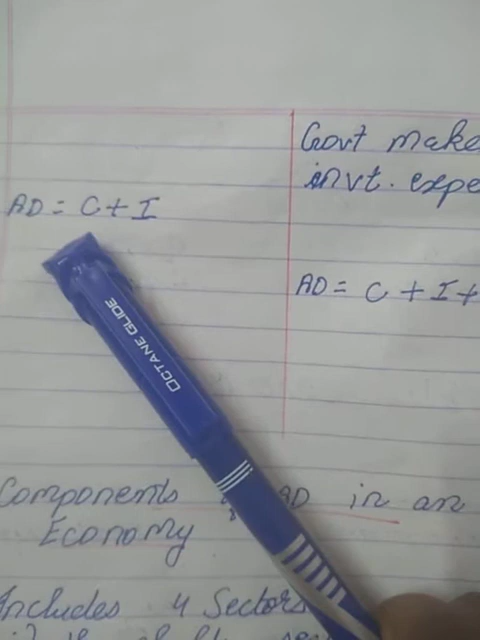 Govt make
invt. expe
AD = C + I
AD = C + I +
OCTANE GLIDE
Components AD in an
Economy
Includes 4 Sectors